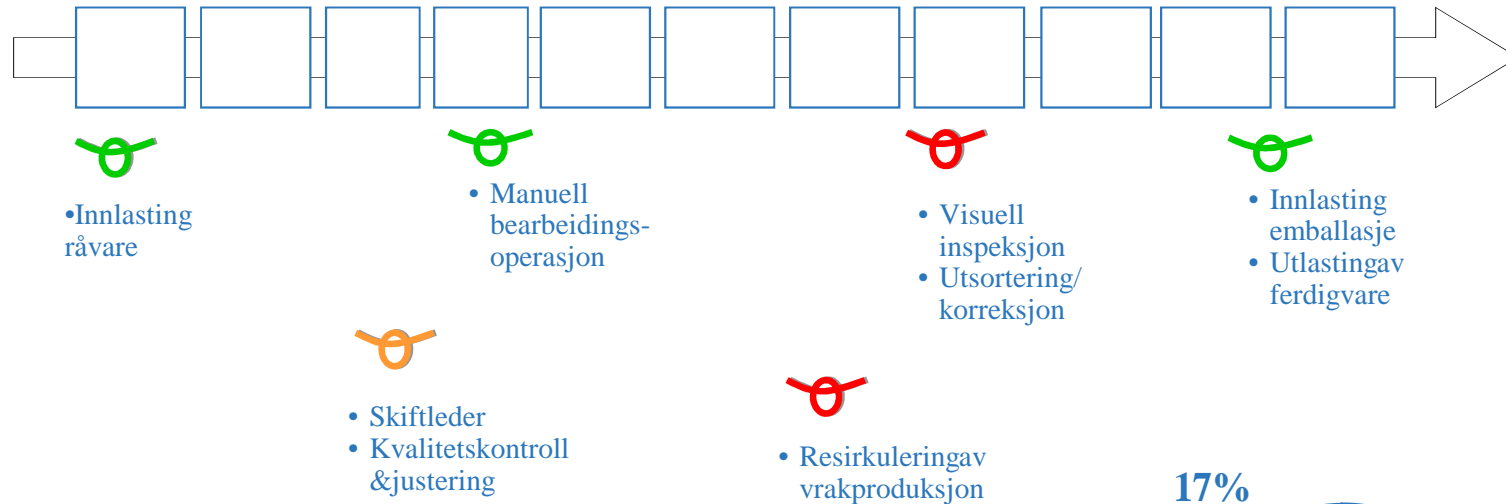 •Innlasting
råvare
• Manuell
bearbeidings-
operasjon
• Visuell
inspeksjon
• Utsortering/
korreksjon
• Innlasting
emballasje
• Utlastingav
ferdigvare
• Skiftleder
• Kvalitetskontroll
&justering
• Resirkuleringav
vrakproduksjon
17%